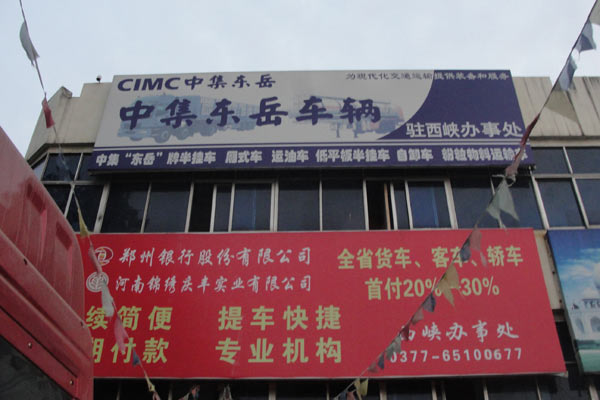 CIMC中集东岳
为现代化交通运输提供装备和服务
中集东岳车辆
驻西峡办事处
中集“东岳”牌半挂车 厢式车 运油车 低平板半挂车 自卸车 粉粒物料运输车
郑州银行股份有限公司
河南锦绣庆丰实业有限公司
全省货车、客车、轿车
首付20%-30%
续简便 提车快捷
期付款 专业机构
西峡办事处
0377-65100677